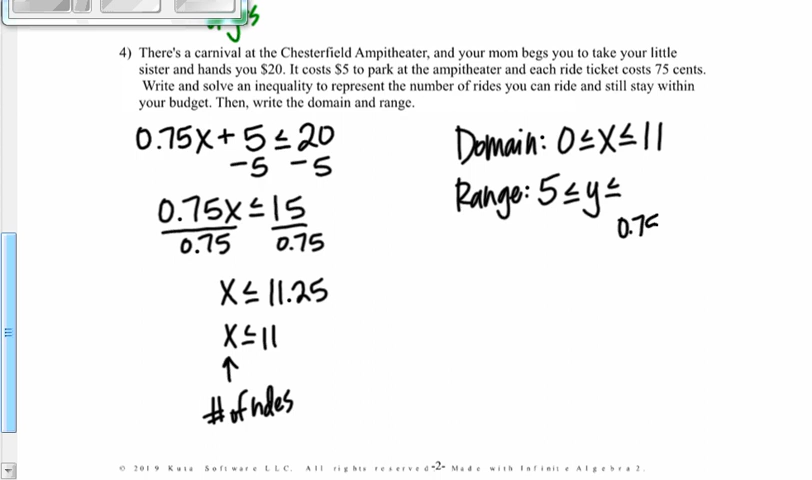 4) There's a carnival at the Chesterfield Ampitheater, and your mom begs you to take your little
sister and hands you $20. It costs $5 to park at the ampitheater and each ride ticket costs 75 cents.
Write and solve an inequality to represent the number of rides you can ride and still stay within
your budget. Then, write the domain and range.
0.75x + 5 ≤ 20
-5 -5
0.75x ≤ 15
0.75 0.75
x ≤ 11.25
x ≤ 11
↑
# of rides
Domain: 0 ≤ x ≤ 11
Range: 5 ≤ y ≤
0.75
© 2019 Kuta Software LLC. All rights reserved. -2- Made with Infinite Algebra 2.